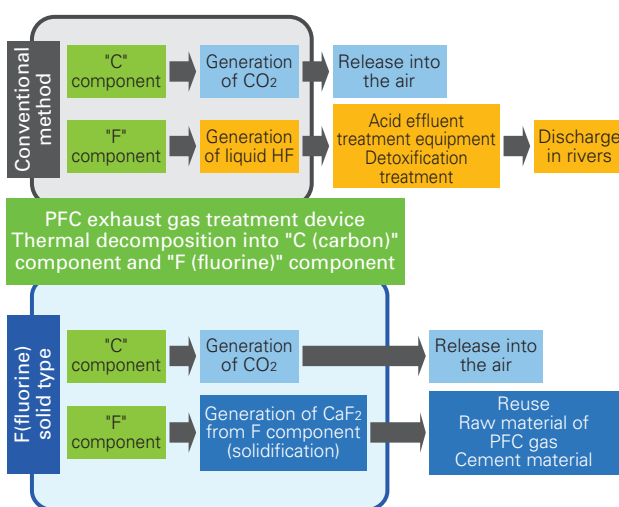 Conventional
method
"C"
component
Generation
of CO2
Release into
the air
"F"
component
Generation
of liquid HF
Acid effluent
treatment equipment
Detoxification
treatment
Discharge
in rivers
PFC exhaust gas treatment device
Thermal decomposition into "C (carbon)"
component and "F (fluorine)" component
F(fluorine)
solid type
"C"
component
Generation
of CO2
Release into
the air
"F"
component
Generation of CaF2
from F component
(solidification)
Reuse
Raw material of
PFC gas
Cement material